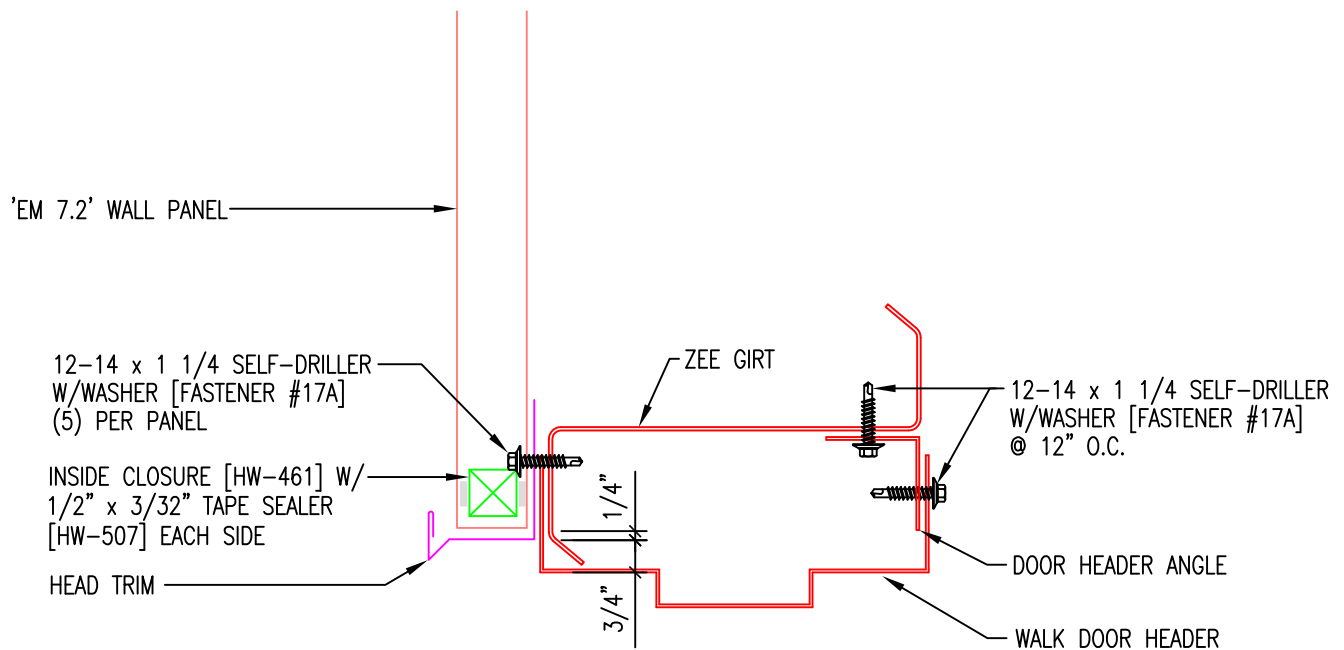 'EM 7.2' WALL PANEL
12-14 x 1 1/4 SELF-DRILLER
W/WASHER [FASTENER #17A]
(5) PER PANEL
INSIDE CLOSURE [HW-461] W/
1/2" x 3/32" TAPE SEALER
[HW-507] EACH SIDE
HEAD TRIM
ZEE GIRT
1/4"
3/4"
12-14 x 1 1/4 SELF-DRILLER
W/WASHER [FASTENER #17A]
@ 12" O.C.
DOOR HEADER ANGLE
WALK DOOR HEADER